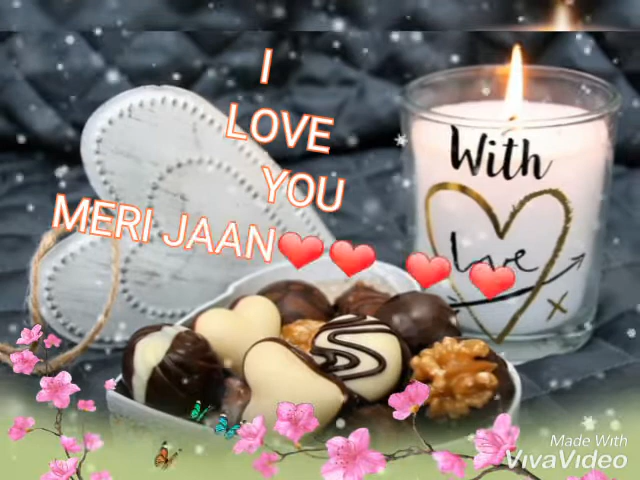 I
LOVE
YOU
MERI JAAN❤❤ ❤ ❤
With
Love
x
Made With
VivaVideo